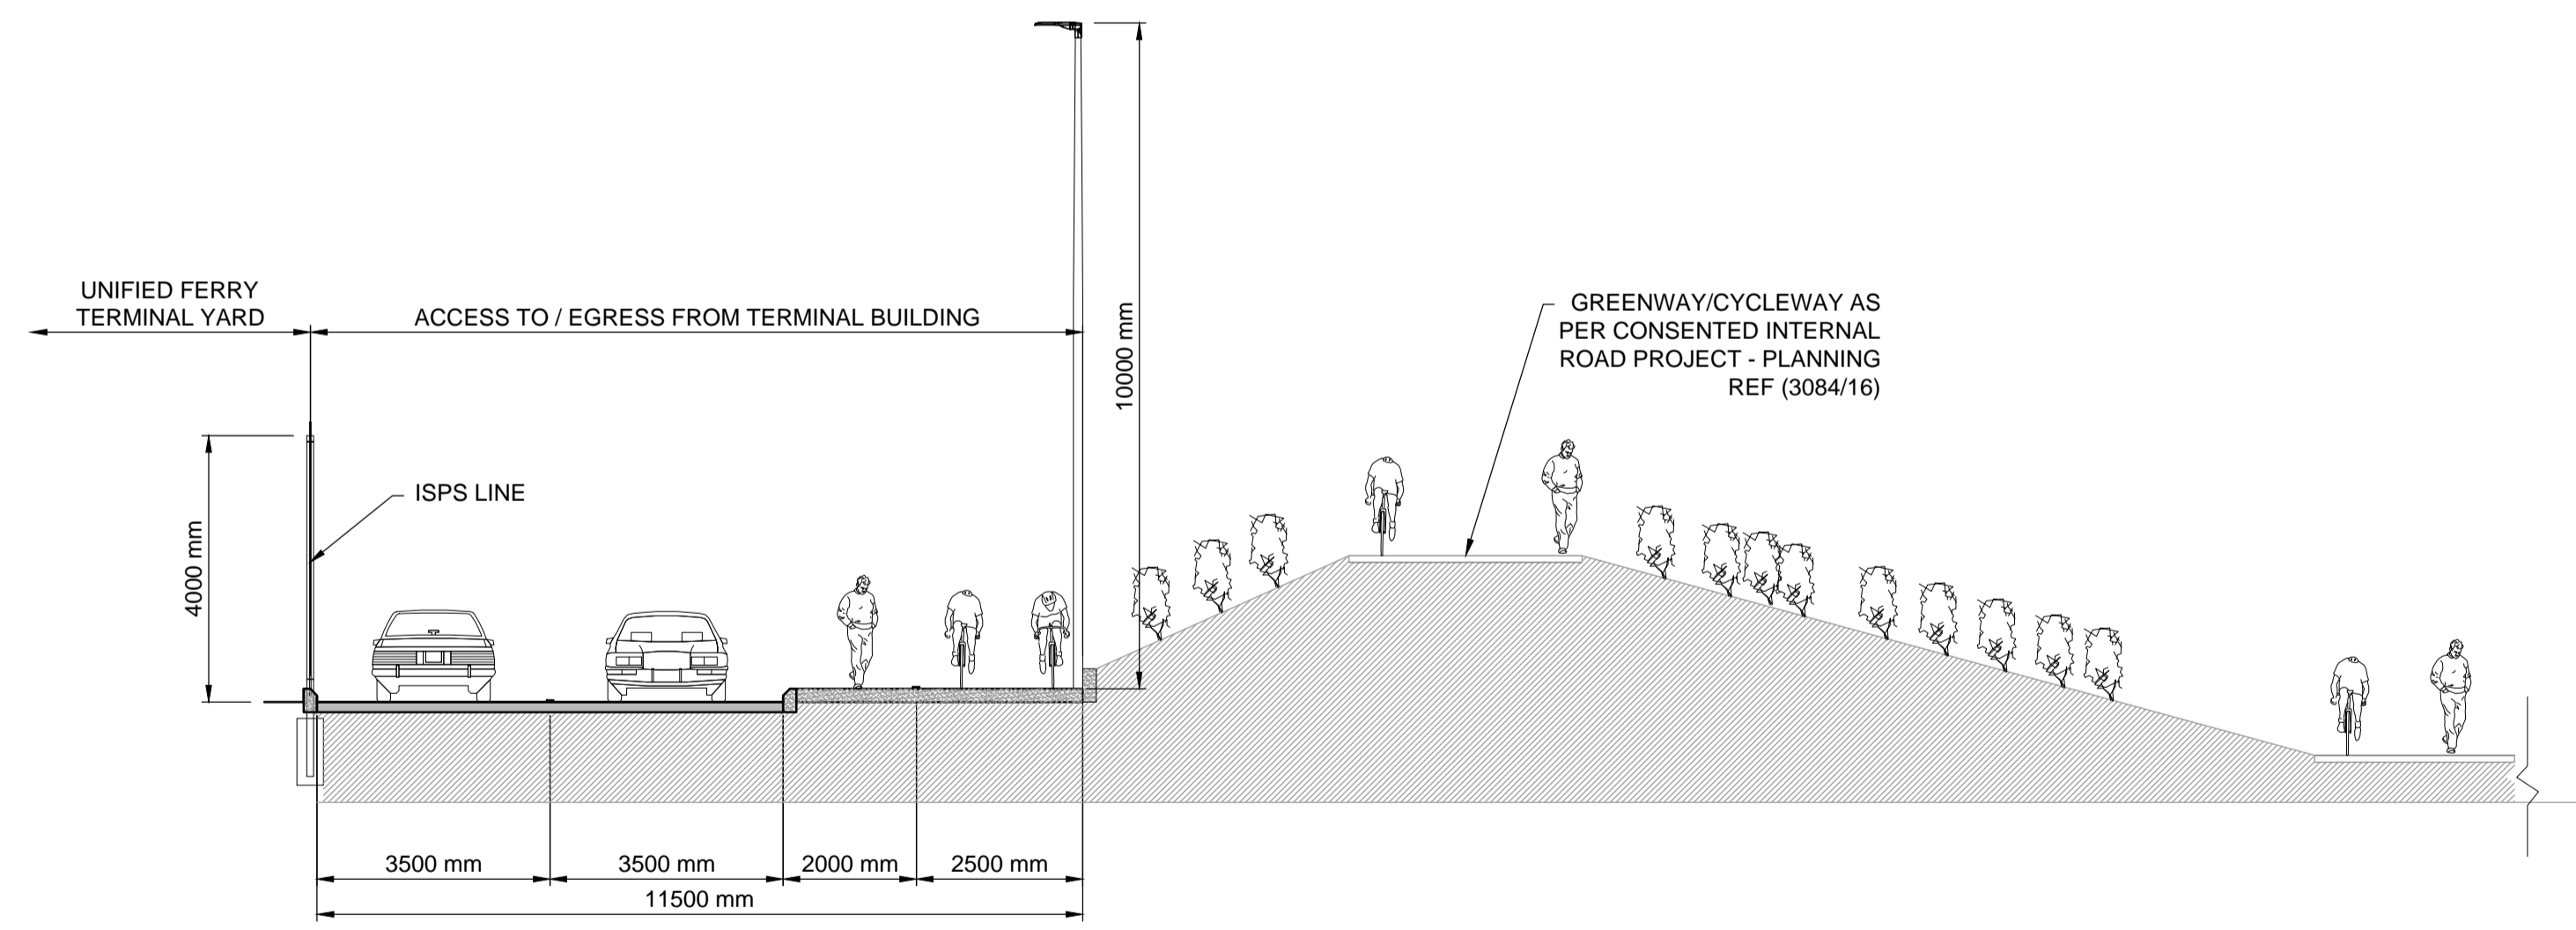 UNIFIED FERRY
TERMINAL YARD
ACCESS TO / EGRESS FROM TERMINAL BUILDING
10000 mm
GREENWAY/CYCLEWAY AS
PER CONSENTED INTERNAL
ROAD PROJECT - PLANNING
REF (3084/16)
4000 mm
ISPS LINE
3500 mm
3500 mm
2000 mm
2500 mm
11500 mm